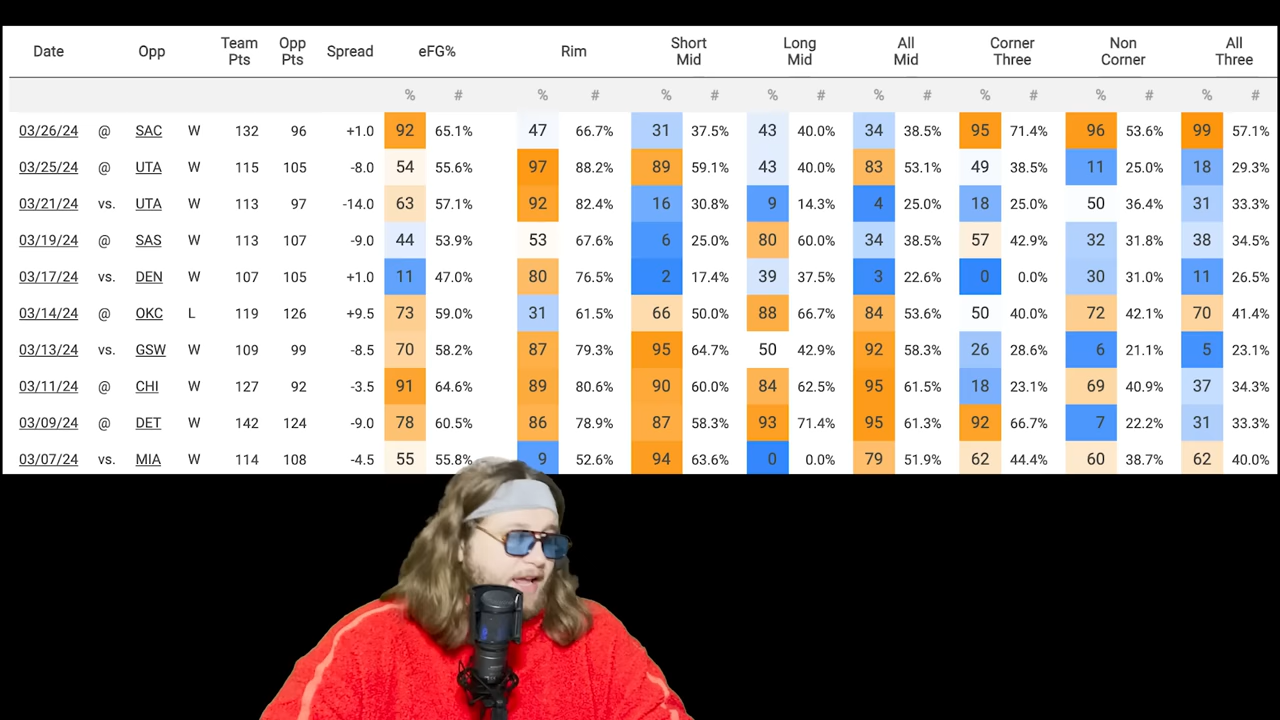 Date Opp Team Pts Opp Pts Spread eFG% Rim Short Mid Long Mid All Mid Corner Three Non Corner All Three
% # % # % # % # % # % # % # % #
03/26/24 @ SAC W 132 96 +1.0 92 65.1% 47 66.7% 31 37.5% 43 40.0% 34 38.5% 95 71.4% 96 53.6% 99 57.1%
03/25/24 @ UTA W 115 105 -8.0 54 55.6% 97 88.2% 89 59.1% 43 40.0% 83 53.1% 49 38.5% 11 25.0% 18 29.3%
03/21/24 vs. UTA W 113 97 -14.0 63 57.1% 92 82.4% 16 30.8% 9 14.3% 4 25.0% 18 25.0% 50 36.4% 31 33.3%
03/19/24 @ SAS W 113 107 -9.0 44 53.9% 53 67.6% 6 25.0% 80 60.0% 34 38.5% 57 42.9% 32 31.8% 38 34.5%
03/17/24 vs. DEN W 107 105 +1.0 11 47.0% 80 76.5% 2 17.4% 39 37.5% 3 22.6% 0 0.0% 30 31.0% 11 26.5%
03/14/24 @ OKC L 119 126 +9.5 73 59.0% 31 61.5% 66 50.0% 88 66.7% 84 53.6% 50 40.0% 72 42.1% 70 41.4%
03/13/24 vs. GSW W 109 99 -8.5 70 58.2% 87 79.3% 95 64.7% 50 42.9% 92 58.3% 26 28.6% 6 21.1% 5 23.1%
03/11/24 @ CHI W 127 92 -3.5 91 64.6% 89 80.6% 90 60.0% 84 62.5% 95 61.5% 18 23.1% 69 40.9% 37 34.3%
03/09/24 @ DET W 142 124 -9.0 78 60.5% 86 78.9% 87 58.3% 93 71.4% 95 61.3% 92 66.7% 7 22.2% 31 33.3%
03/07/24 vs. MIA W 114 108 -4.5 55 55.8% 9 52.6% 94 63.6% 0 0.0% 79 51.9% 62 44.4% 60 38.7% 62 40.0%